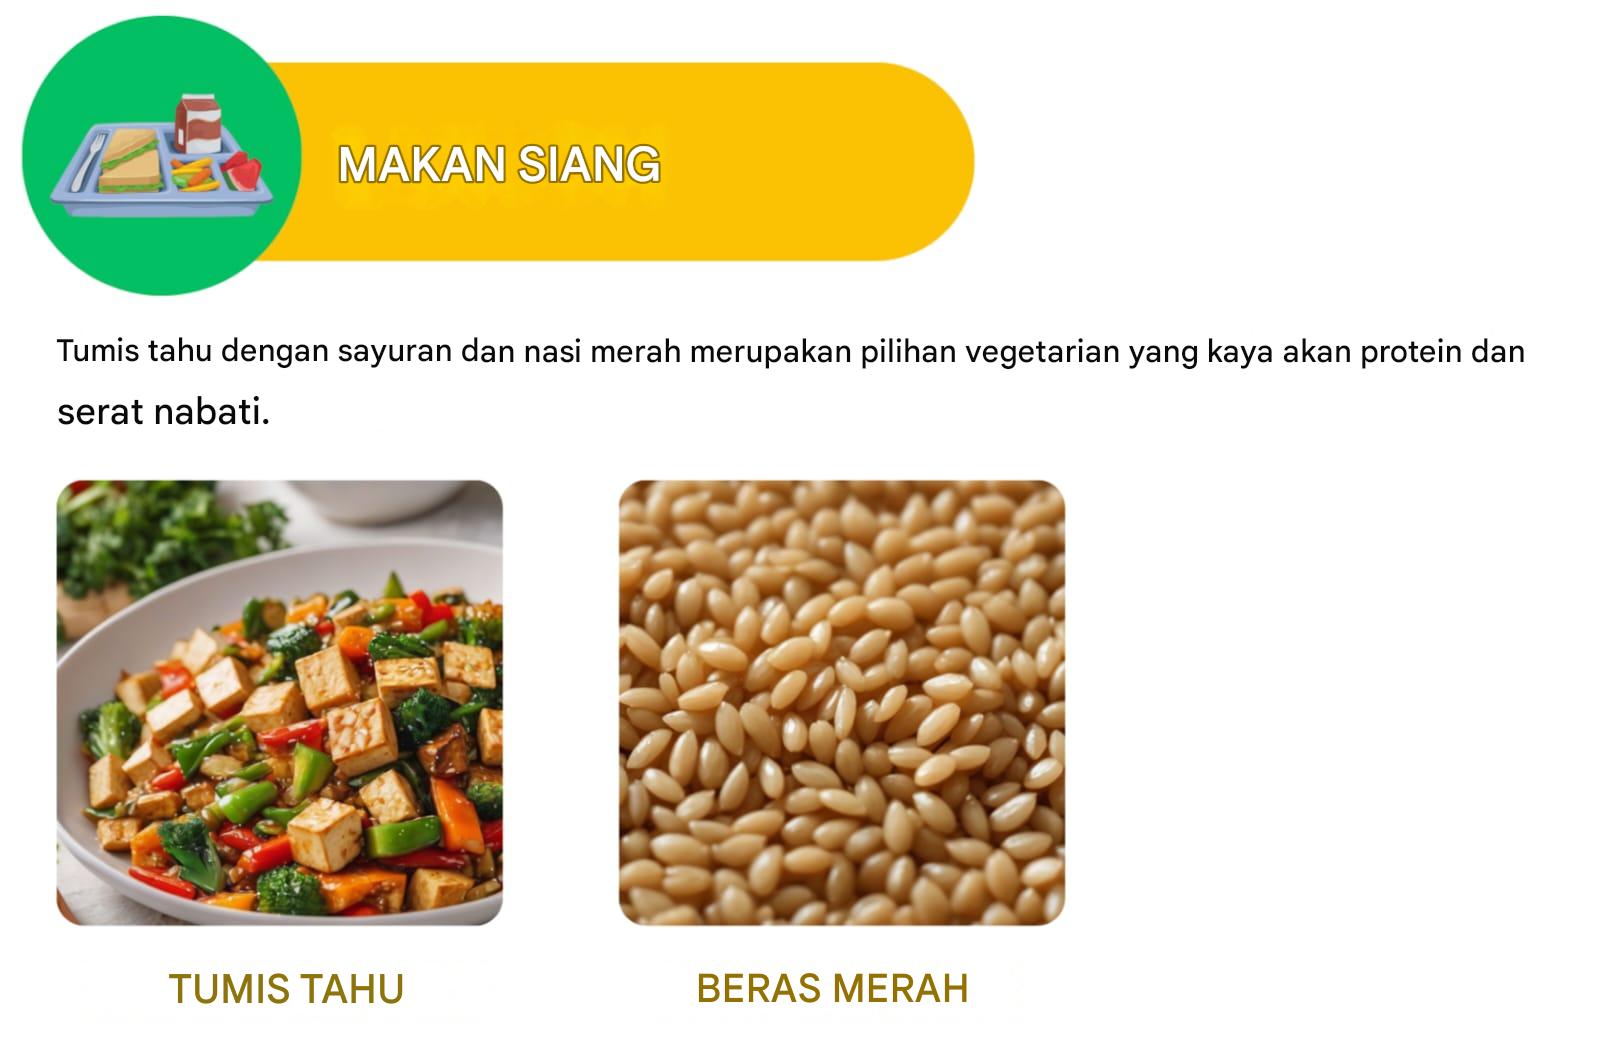 MAKAN SIANG
Tumis tahu dengan sayuran dan nasi merah merupakan pilihan vegetarian yang kaya akan protein dan
serat nabati.
TUMIS TAHU
BERAS MERAH